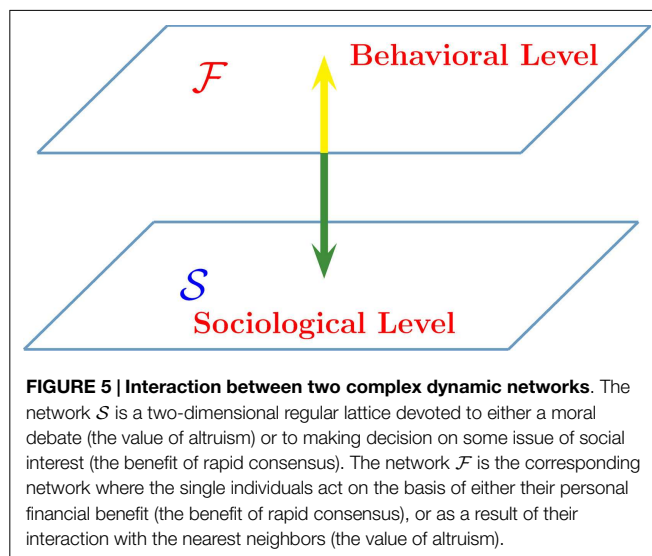 Behavioral Level
ℱ
𝒮
Sociological Level
FIGURE 5 | Interaction between two complex dynamic networks. The
network 𝒮 is a two-dimensional regular lattice devoted to either a moral
debate (the value of altruism) or to making decision on some issue of social
interest (the benefit of rapid consensus). The network ℱ is the corresponding
network where the single individuals act on the basis of either their personal
financial benefit (the benefit of rapid consensus), or as a result of their
interaction with the nearest neighbors (the value of altruism).